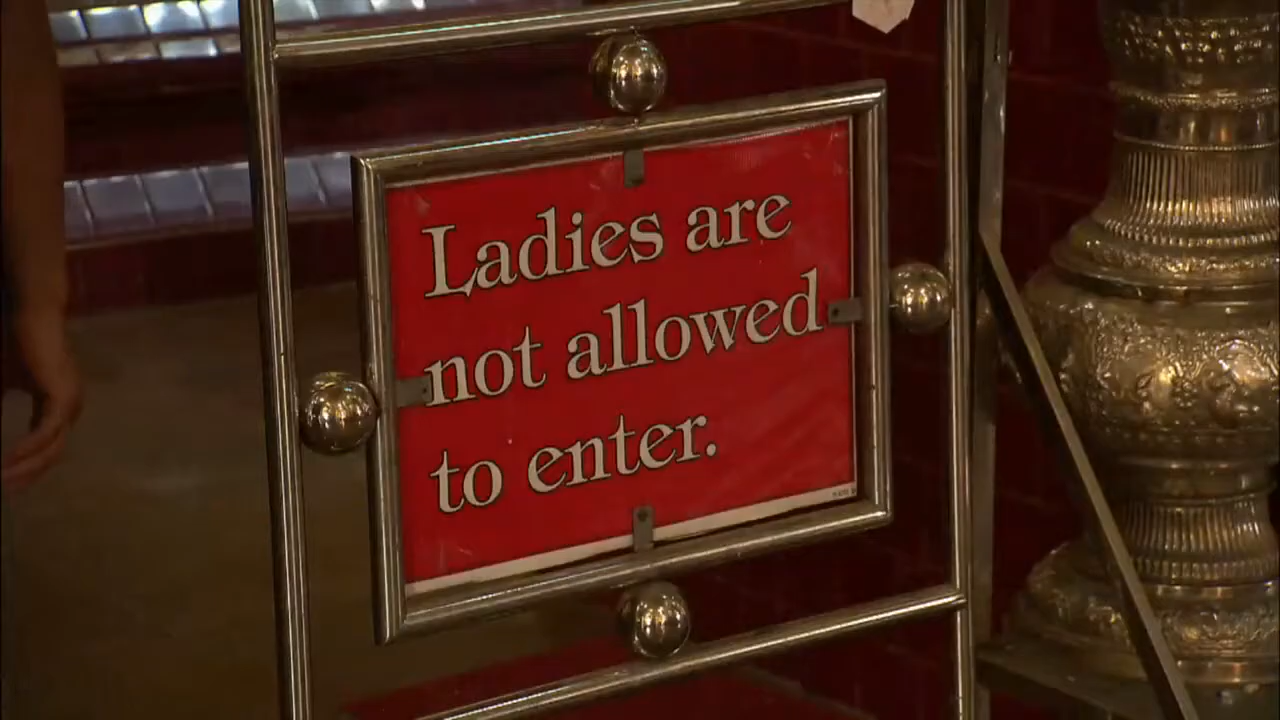 Ladies are
not allowed
to enter.